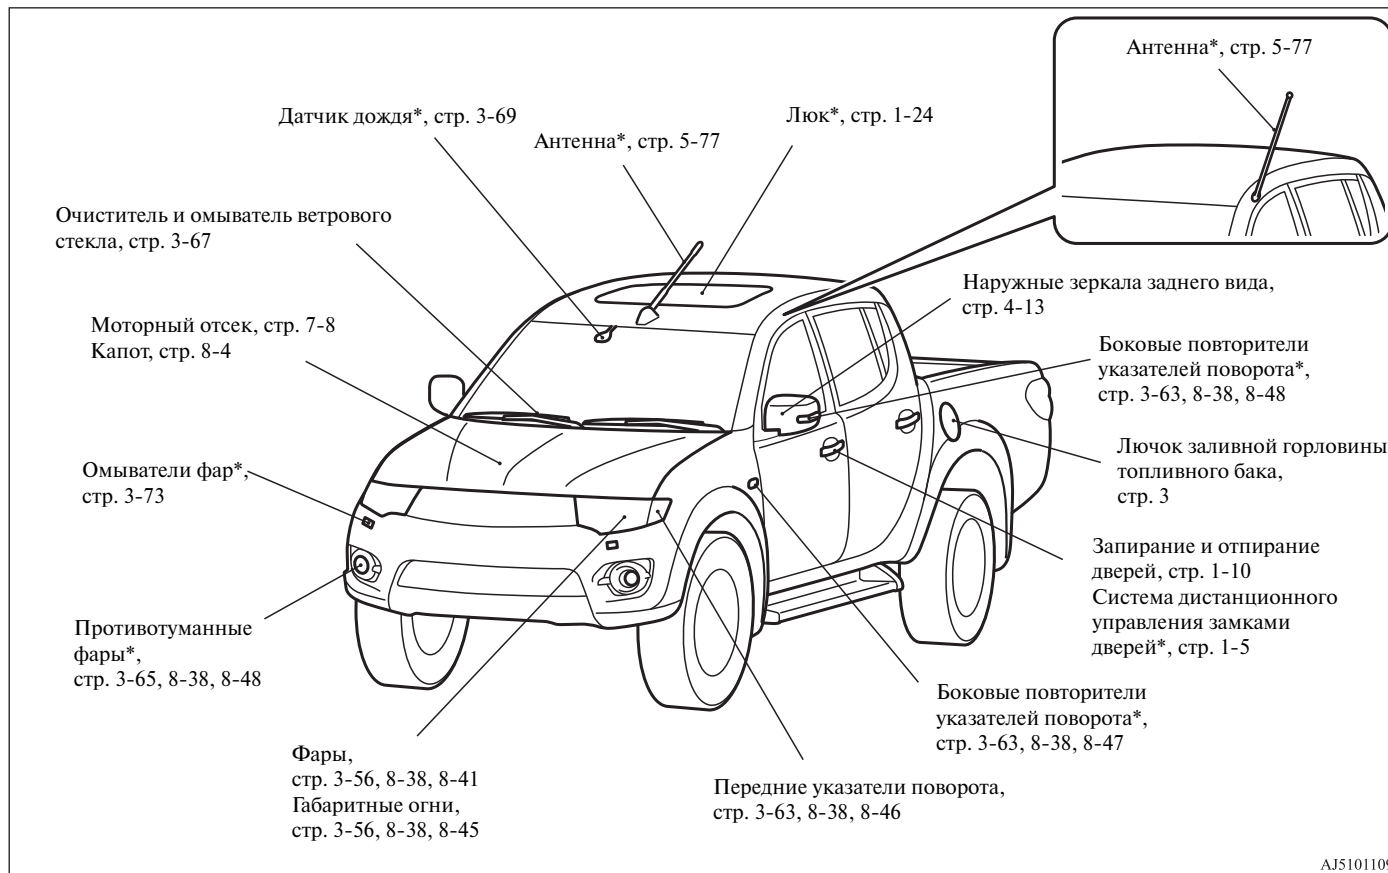 Антенна*, стр. 5-77
Датчик дождя*, стр. 3-69
Люк*, стр. 1-24
Антенна*, стр. 5-77
Очиститель и омыватель ветрового
стекла, стр. 3-67
Наружные зеркала заднего вида,
стр. 4-13
Моторный отсек, стр. 7-8
Капот, стр. 8-4
Боковые повторители
указателей поворота*,
стр. 3-63, 8-38, 8-48
Омыватели фар*,
стр. 3-73
Лючок заливной горловины
топливного бака,
стр. 3
Запирание и отпирание
дверей, стр. 1-10
Система дистанционного
управления замками
дверей*, стр. 1-5
Противотуманные
фары*,
стр. 3-65, 8-38, 8-48
Боковые повторители
указателей поворота*,
стр. 3-63, 8-38, 8-47
Фары,
стр. 3-56, 8-38, 8-41
Габаритные огни,
стр. 3-56, 8-38, 8-45
Передние указатели поворота,
стр. 3-63, 8-38, 8-46
AJ5101109